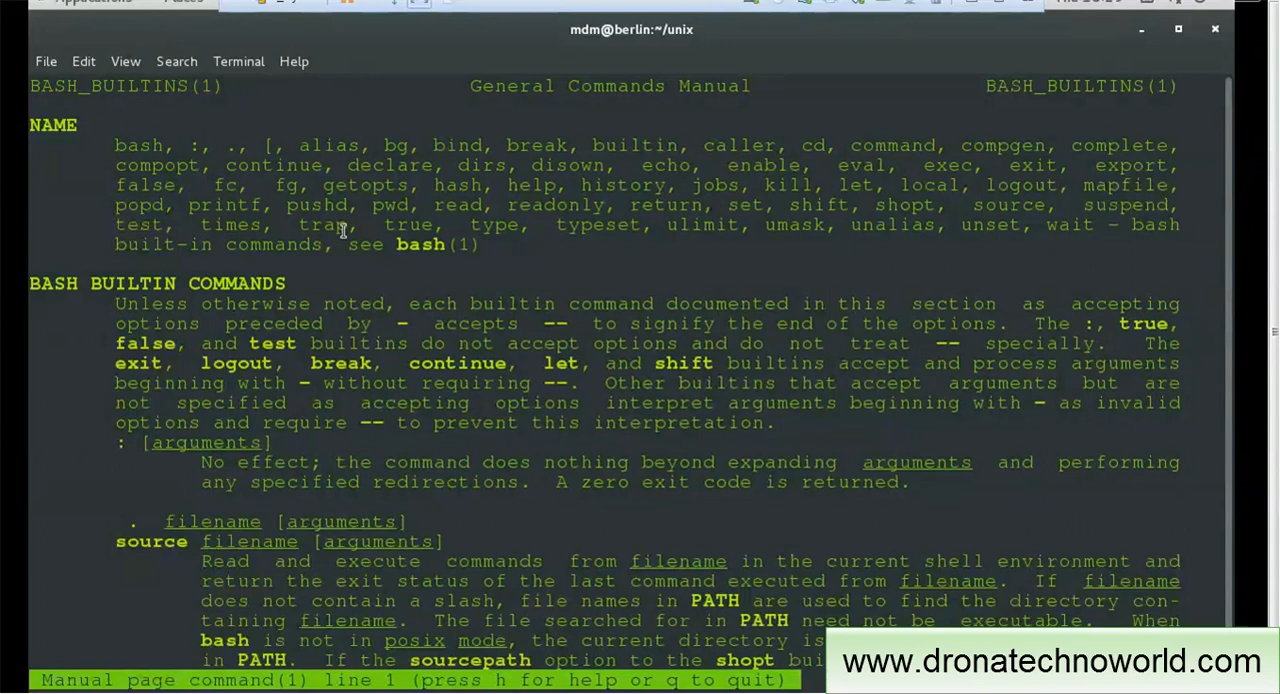 mdm@berlin:~/unix
File Edit View Search Terminal Help
BASH_BUILTINS(1) General Commands Manual BASH_BUILTINS(1)
NAME
bash, :, ., [, alias, bg, bind, break, builtin, caller, cd, command, compgen, complete,
compopt, continue, declare, dirs, disown, echo, enable, eval, exec, exit, export,
false, fc, fg, getopts, hash, help, history, jobs, kill, let, local, logout, mapfile,
popd, printf, pushd, pwd, read, readonly, return, set, shift, shopt, source, suspend,
test, times, trap, true, type, typeset, ulimit, umask, unalias, unset, wait - bash
built-in commands, see bash(1)
BASH BUILTIN COMMANDS
Unless otherwise noted, each builtin command documented in this section as accepting
options preceded by - accepts -- to signify the end of the options. The :, true,
false, and test builtins do not accept options and do not treat -- specially. The
exit, logout, break, continue, let, and shift builtins accept and process arguments
beginning with - without requiring --. Other builtins that accept arguments but are
not specified as accepting options interpret arguments beginning with - as invalid
options and require -- to prevent this interpretation.
: [arguments]
No effect; the command does nothing beyond expanding arguments and performing
any specified redirections. A zero exit code is returned.
. filename [arguments]
source filename [arguments]
Read and execute commands from filename in the current shell environment and
return the exit status of the last command executed from filename. If filename
does not contain a slash, file names in PATH are used to find the directory con-
taining filename. The file searched for in PATH need not be executable. When
bash is not in posix mode, the current directory is
in PATH. If the sourcepath option to the shopt bui
www.dronatechnoworld.com
Manual page command(1) line 1 (press h for help or q to quit)